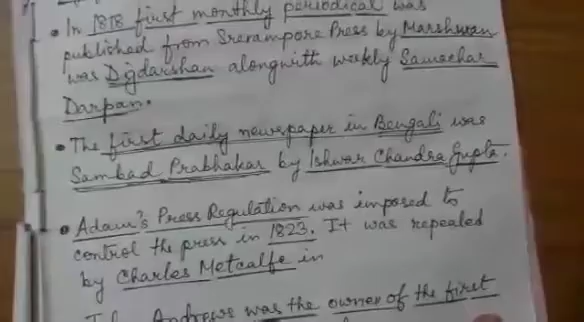 • In 1818 first monthly periodical was
published from Srerampore Press by Marshman
was Digdarshan alongwith weekly Samachar
Darpan.
• The first daily newspaper in Bengali was
Sambad Prabhakar by Ishwar Chandra Gupta.
• Adam's Press Regulation was imposed to
control the press in 1823. It was repealed
by Charles Metcalfe in
Andrews was the owner of the first